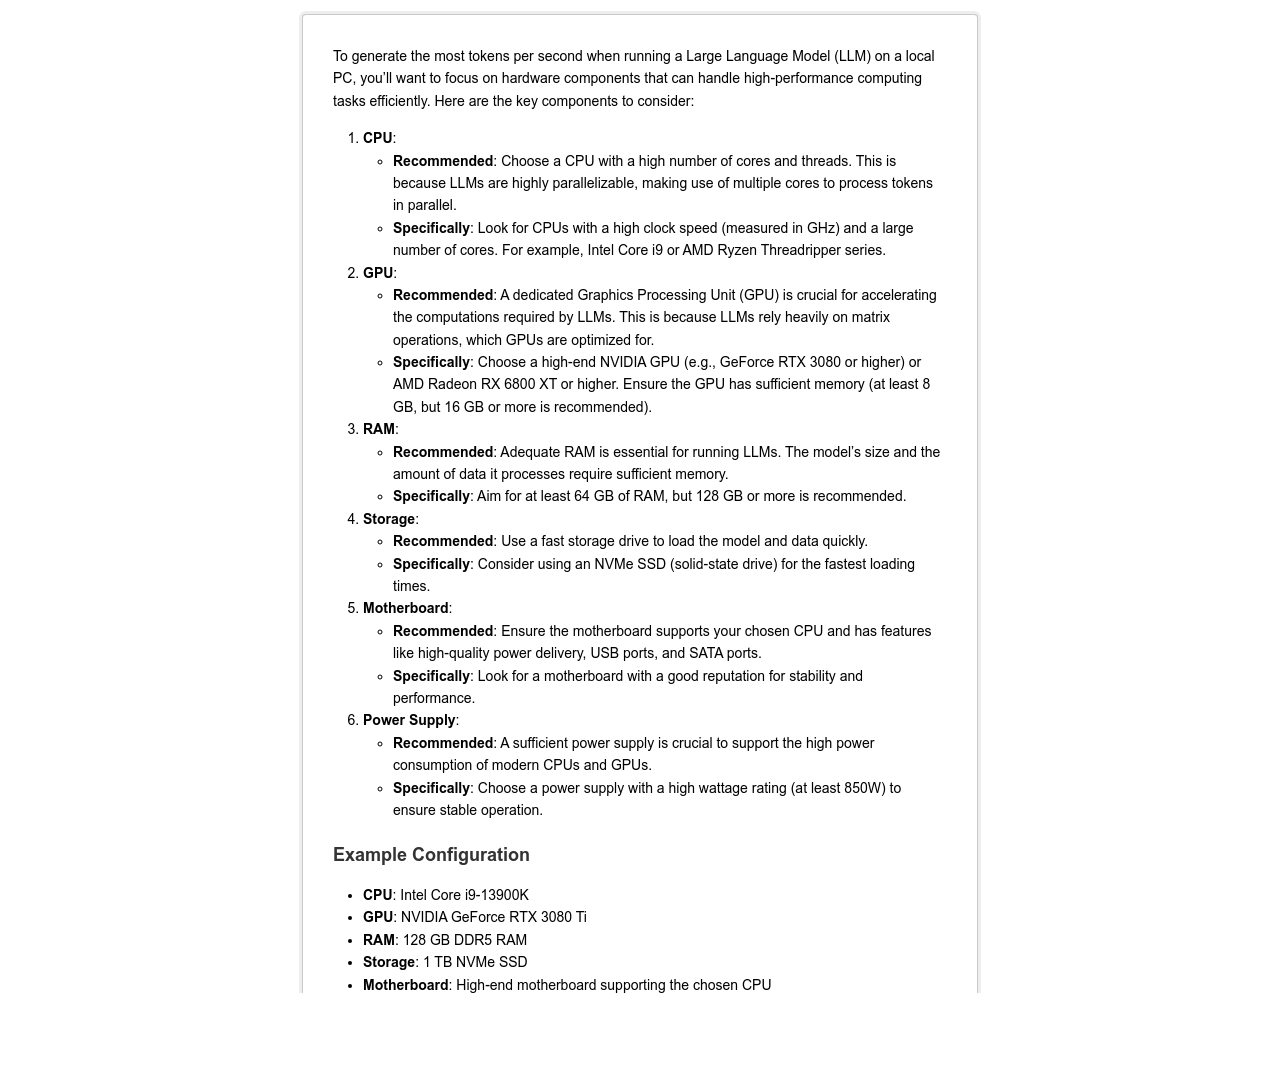 To generate the most tokens per second when running a Large Language Model (LLM) on a local
PC, you’ll want to focus on hardware components that can handle high-performance computing
tasks efficiently. Here are the key components to consider:
1. CPU:
◦ Recommended: Choose a CPU with a high number of cores and threads. This is
because LLMs are highly parallelizable, making use of multiple cores to process tokens
in parallel.
◦ Specifically: Look for CPUs with a high clock speed (measured in GHz) and a large
number of cores. For example, Intel Core i9 or AMD Ryzen Threadripper series.
2. GPU:
◦ Recommended: A dedicated Graphics Processing Unit (GPU) is crucial for accelerating
the computations required by LLMs. This is because LLMs rely heavily on matrix
operations, which GPUs are optimized for.
◦ Specifically: Choose a high-end NVIDIA GPU (e.g., GeForce RTX 3080 or higher) or
AMD Radeon RX 6800 XT or higher. Ensure the GPU has sufficient memory (at least 8
GB, but 16 GB or more is recommended).
3. RAM:
◦ Recommended: Adequate RAM is essential for running LLMs. The model’s size and the
amount of data it processes require sufficient memory.
◦ Specifically: Aim for at least 64 GB of RAM, but 128 GB or more is recommended.
4. Storage:
◦ Recommended: Use a fast storage drive to load the model and data quickly.
◦ Specifically: Consider using an NVMe SSD (solid-state drive) for the fastest loading
times.
5. Motherboard:
◦ Recommended: Ensure the motherboard supports your chosen CPU and has features
like high-quality power delivery, USB ports, and SATA ports.
◦ Specifically: Look for a motherboard with a good reputation for stability and
performance.
6. Power Supply:
◦ Recommended: A sufficient power supply is crucial to support the high power
consumption of modern CPUs and GPUs.
◦ Specifically: Choose a power supply with a high wattage rating (at least 850W) to
ensure stable operation.
Example Configuration
• CPU: Intel Core i9-13900K
• GPU: NVIDIA GeForce RTX 3080 Ti
• RAM: 128 GB DDR5 RAM
• Storage: 1 TB NVMe SSD
• Motherboard: High-end motherboard supporting the chosen CPU